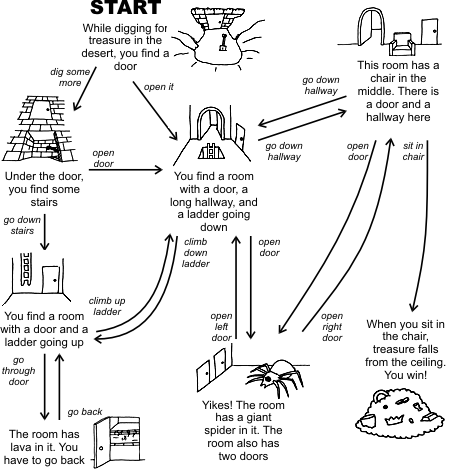 START
While digging for
treasure in the
desert, you find a
door
dig some
more
open it
go down
hallway
This room has a
chair in the
middle. There is
a door and a
hallway here
open
door
go down
hallway
open
door
sit in
chair
Under the door,
you find some
stairs
You find a room
with a door, a
long hallway, and
a ladder going
down
go down
stairs
climb
down
ladder
open
door
climb up
ladder
You find a room
with a door and a
ladder going up
open
left
door
open
right
door
When you sit in
the chair,
treasure falls
from the ceiling.
You win!
go
through
door
go back
Yikes! The room
has a giant
spider in it. The
room also has
two doors
The room has
lava in it. You
have to go back